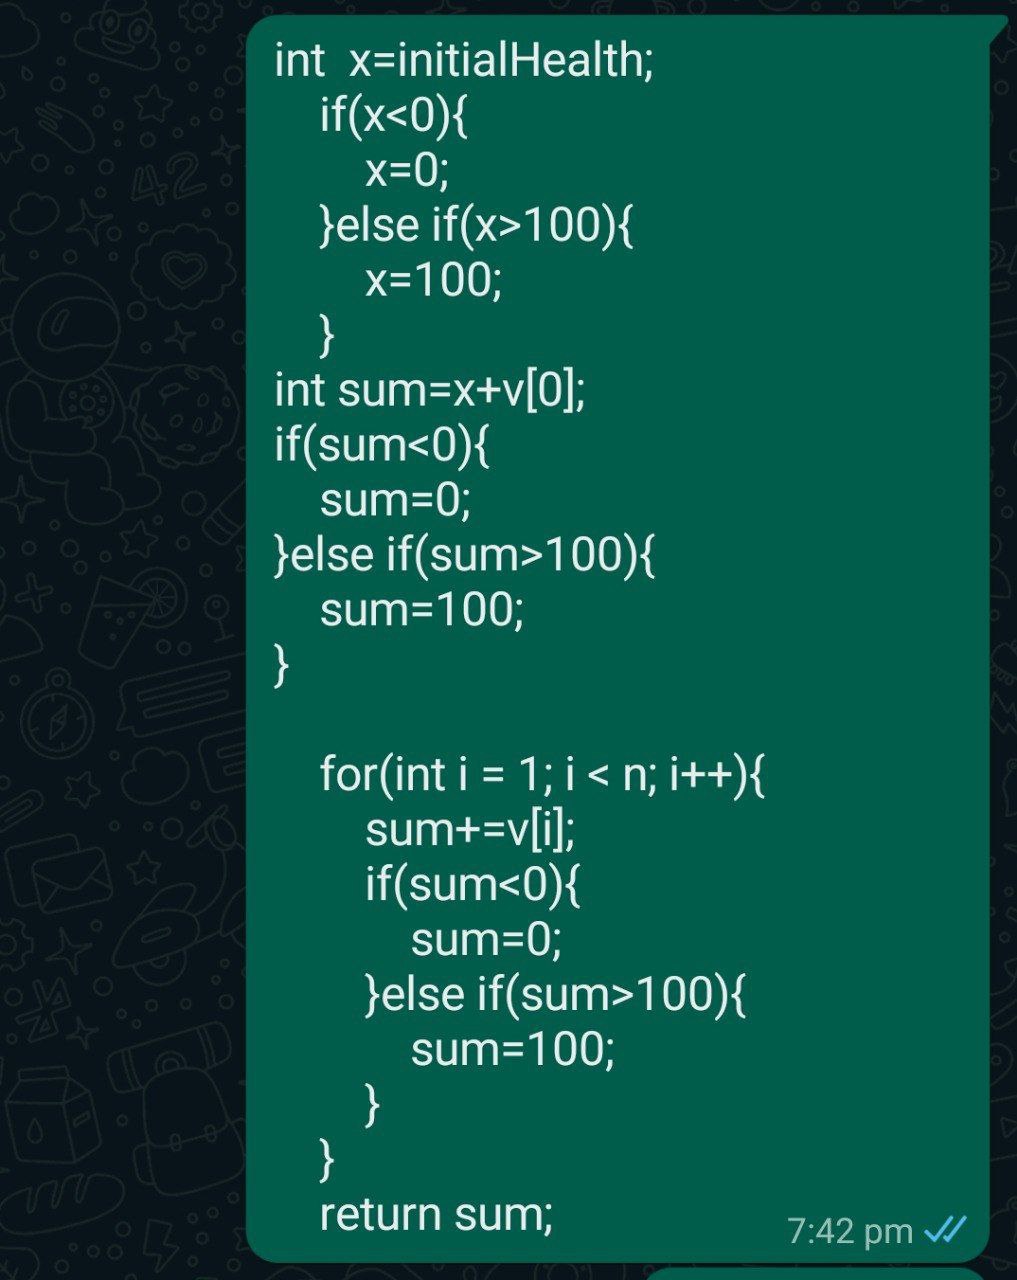 int  x=initialHealth;
if(x<0){
x=0;
}else if(x>100){
x=100;
}
int sum=x+v[0];
if(sum<0){
sum=0;
}else if(sum>100){
sum=100;
}
for(int i = 1; i < n; i++){
sum+=v[i];
if(sum<0){
sum=0;
}else if(sum>100){
sum=100;
}
}
return sum;
7:42 pm